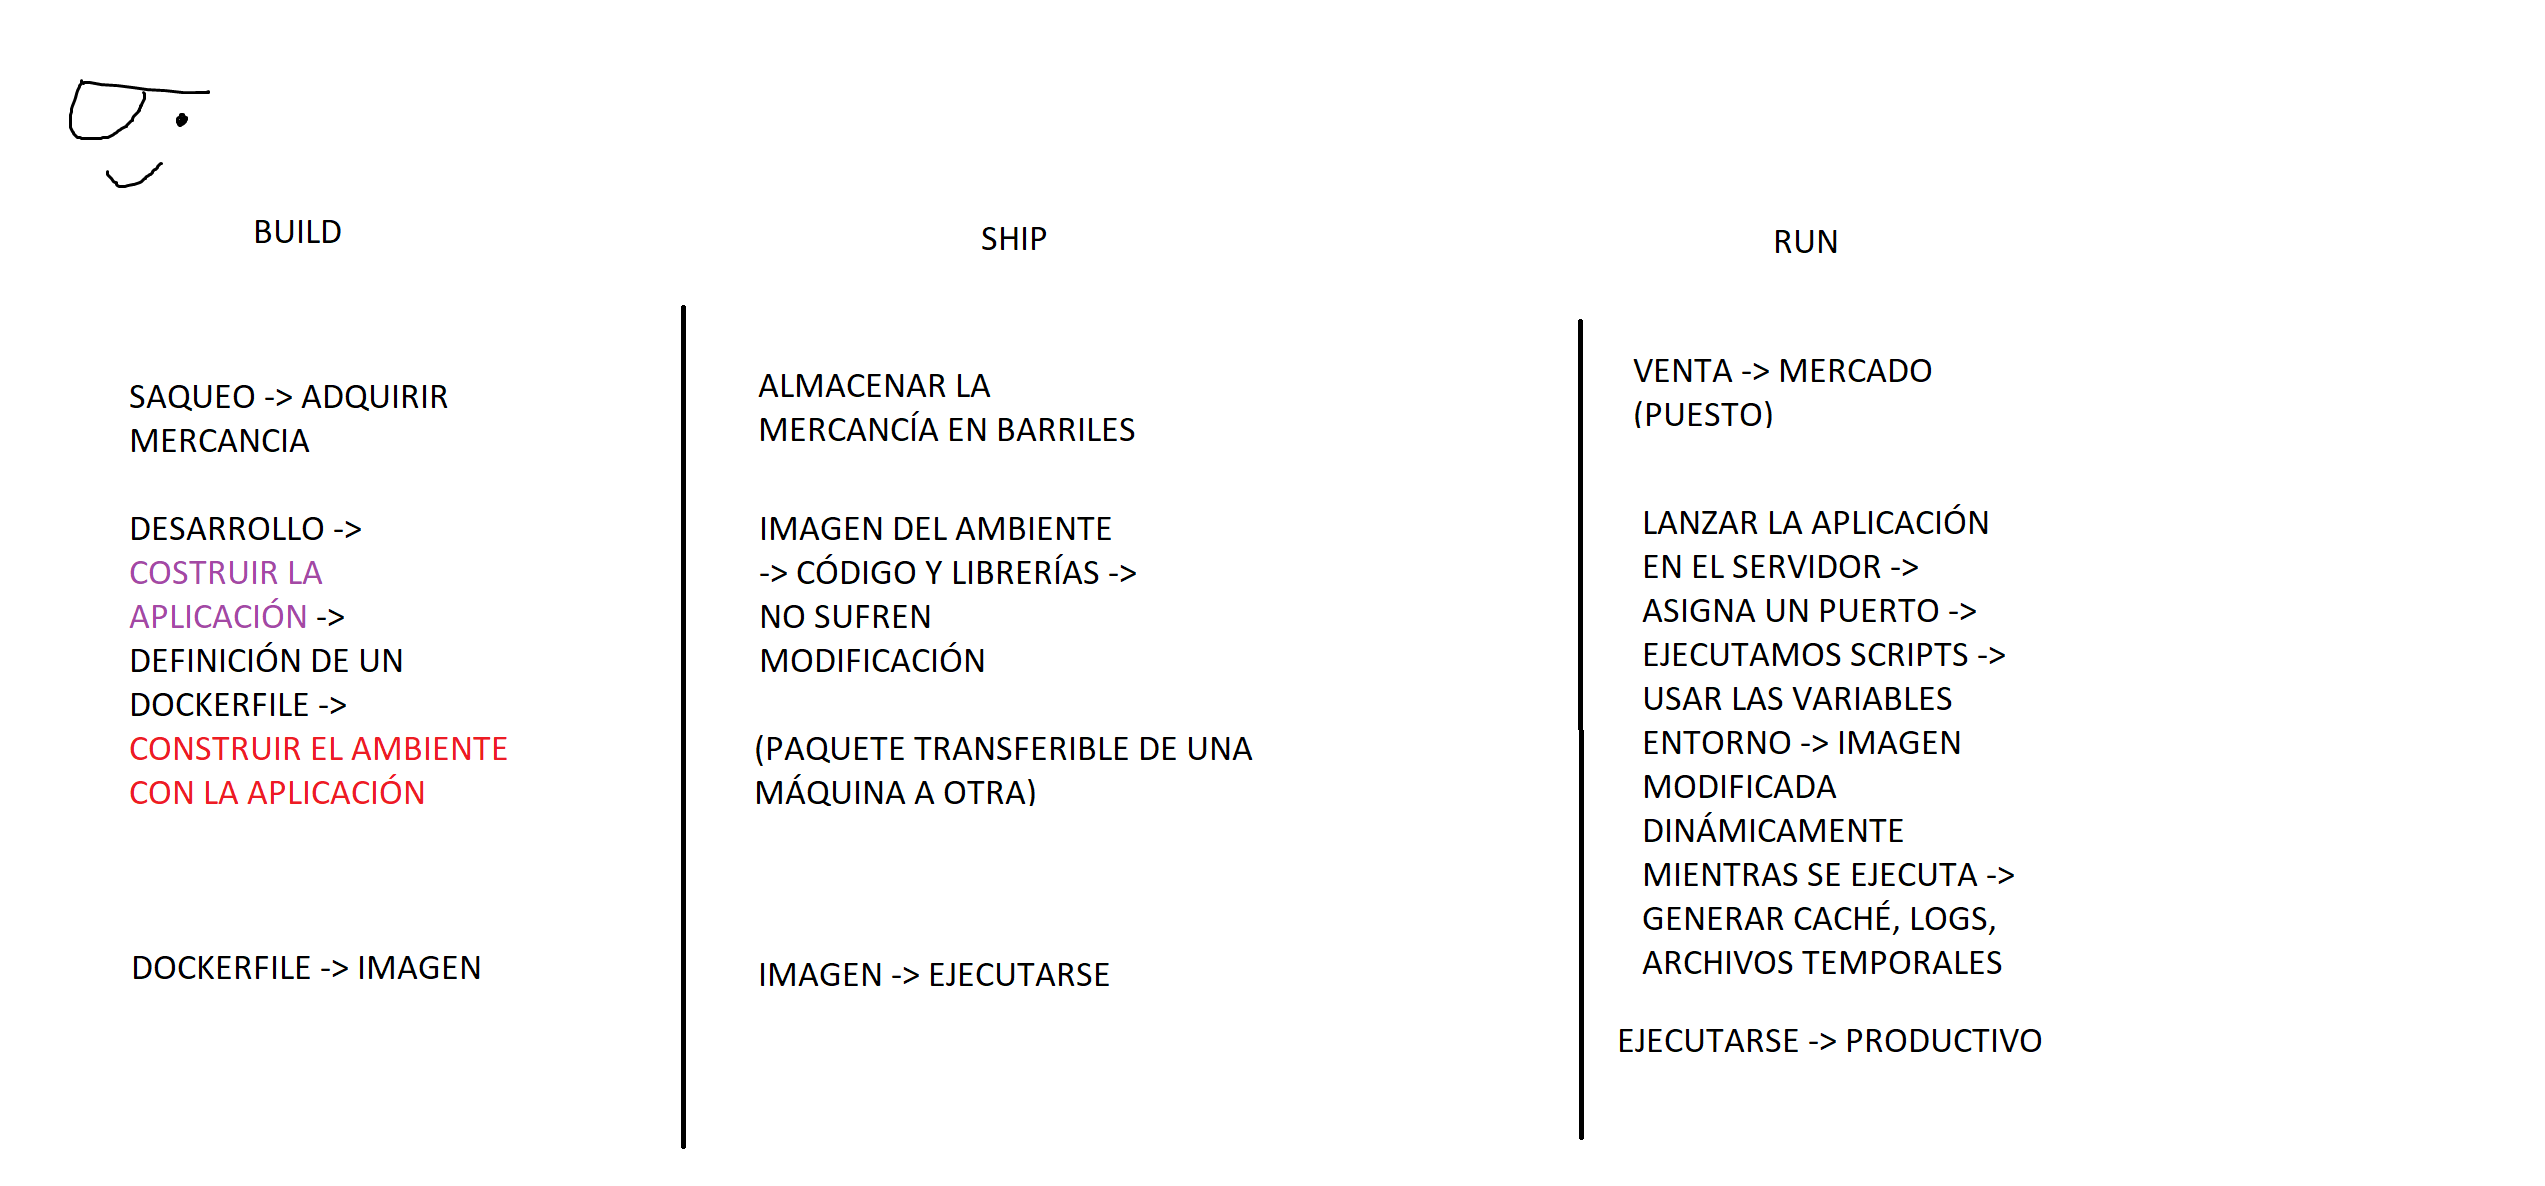 BUILD
SAQUEO -> ADQUIRIR
MERCANCIA
DESARROLLO ->
COSTRUIR LA
APLICACIÓN ->
DEFINICIÓN DE UN
DOCKERFILE ->
CONSTRUIR EL AMBIENTE
CON LA APLICACIÓN
DOCKERFILE -> IMAGEN
SHIP
ALMACENAR LA
MERCANCÍA EN BARRILES
IMAGEN DEL AMBIENTE
-> CÓDIGO Y LIBRERÍAS ->
NO SUFREN
MODIFICACIÓN
(PAQUETE TRANSFERIBLE DE UNA
MÁQUINA A OTRA)
IMAGEN -> EJECUTARSE
RUN
VENTA -> MERCADO
(PUESTO)
LANZAR LA APLICACIÓN
EN EL SERVIDOR ->
ASIGNA UN PUERTO ->
EJECUTAMOS SCRIPTS ->
USAR LAS VARIABLES
ENTORNO -> IMAGEN
MODIFICADA
DINÁMICAMENTE
MIENTRAS SE EJECUTA ->
GENERAR CACHÉ, LOGS,
ARCHIVOS TEMPORALES
EJECUTARSE -> PRODUCTIVO